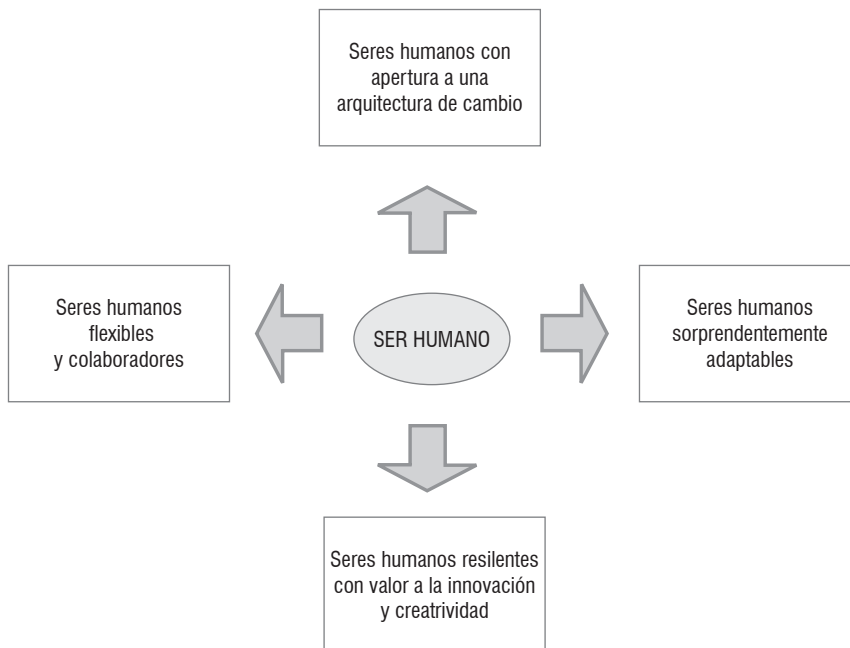 Seres humanos con
apertura a una
arquitectura de cambio
Seres humanos
flexibles
y colaboradores
SER HUMANO
Seres humanos
sorprendentemente
adaptables
Seres humanos resilentes
con valor a la innovación
y creatrividad